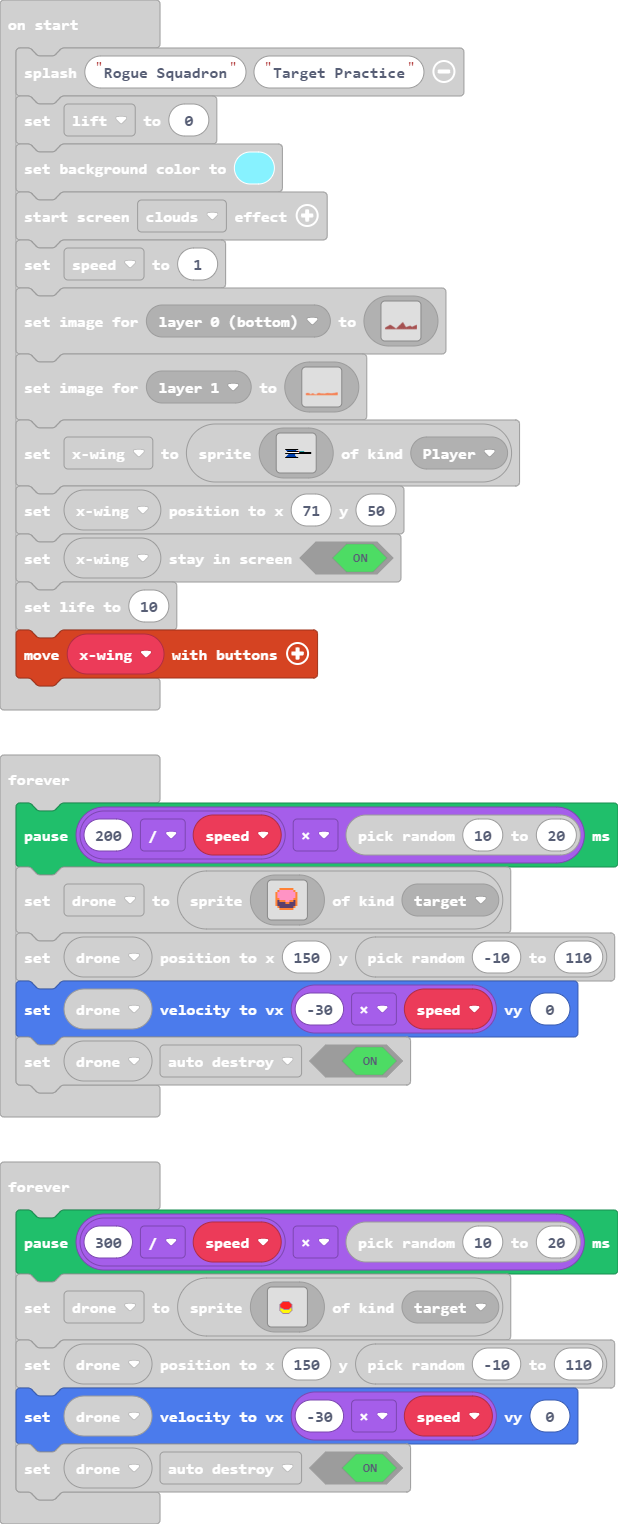 on start
splash "Rogue Squadron" "Target Practice"
set lift to 0
set background color to
start screen clouds effect
set speed to 1
set image for layer 0 (bottom) to
set image for layer 1 to
set x-wing to sprite of kind Player
set x-wing position to x 71 y 50
set x-wing stay in screen ON
set life to 10
move x-wing with buttons
forever
pause 200 / speed × pick random 10 to 20 ms
set drone to sprite of kind target
set drone position to x 150 y pick random -10 to 110
set drone velocity to vx -30 × speed vy 0
set drone auto destroy ON
forever
pause 300 / speed × pick random 10 to 20 ms
set drone to sprite of kind target
set drone position to x 150 y pick random -10 to 110
set drone velocity to vx -30 × speed vy 0
set drone auto destroy ON